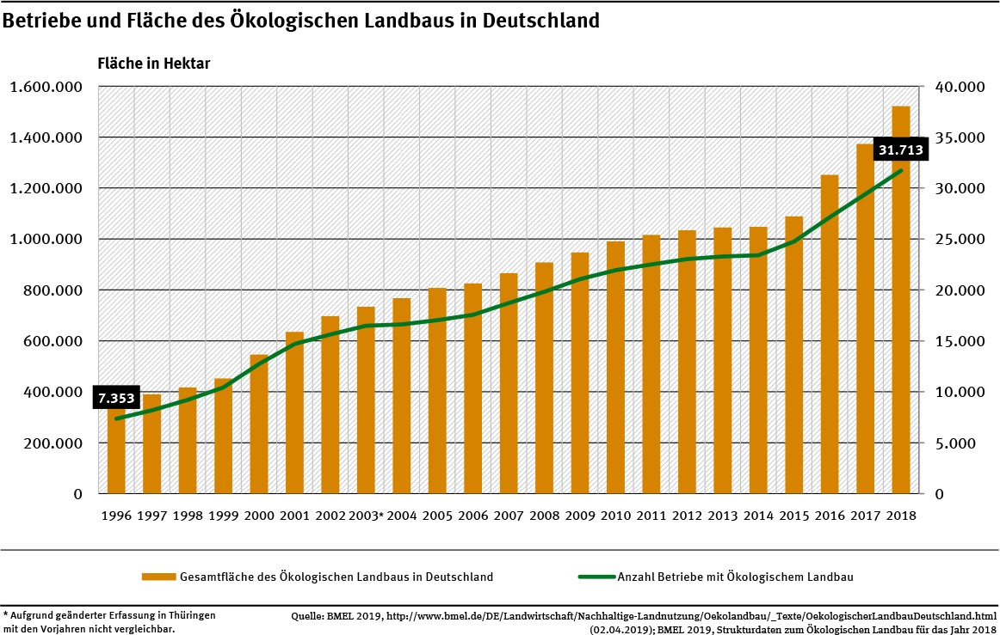 Betriebe und Fläche des Ökologischen Landbaus in Deutschland
Fläche in Hektar
1.600.000 40.000
1.400.000 35.000
31.713
1.200.000 30.000
1.000.000 25.000
800.000 20.000
600.000 15.000
400.000 10.000
7.353
200.000 5.000
0 0
1996 1997 1998 1999 2000 2001 2002 2003* 2004 2005 2006 2007 2008 2009 2010 2011 2012 2013 2014 2015 2016 2017 2018
Gesamtfläche des Ökologischen Landbaus in Deutschland Anzahl Betriebe mit Ökologischem Landbau
* Aufgrund geänderter Erfassung in Thüringen
mit den Vorjahren nicht vergleichbar.
Quelle: BMEL 2019, http://www.bmel.de/DE/Landwirtschaft/Nachhaltige-Landnutzung/Oekolandbau/_Texte/OekologischerLandbauDeutschland.html
(02.04.2019); BMEL 2019, Strukturdaten zum Ökologischen Landbau für das Jahr 2018